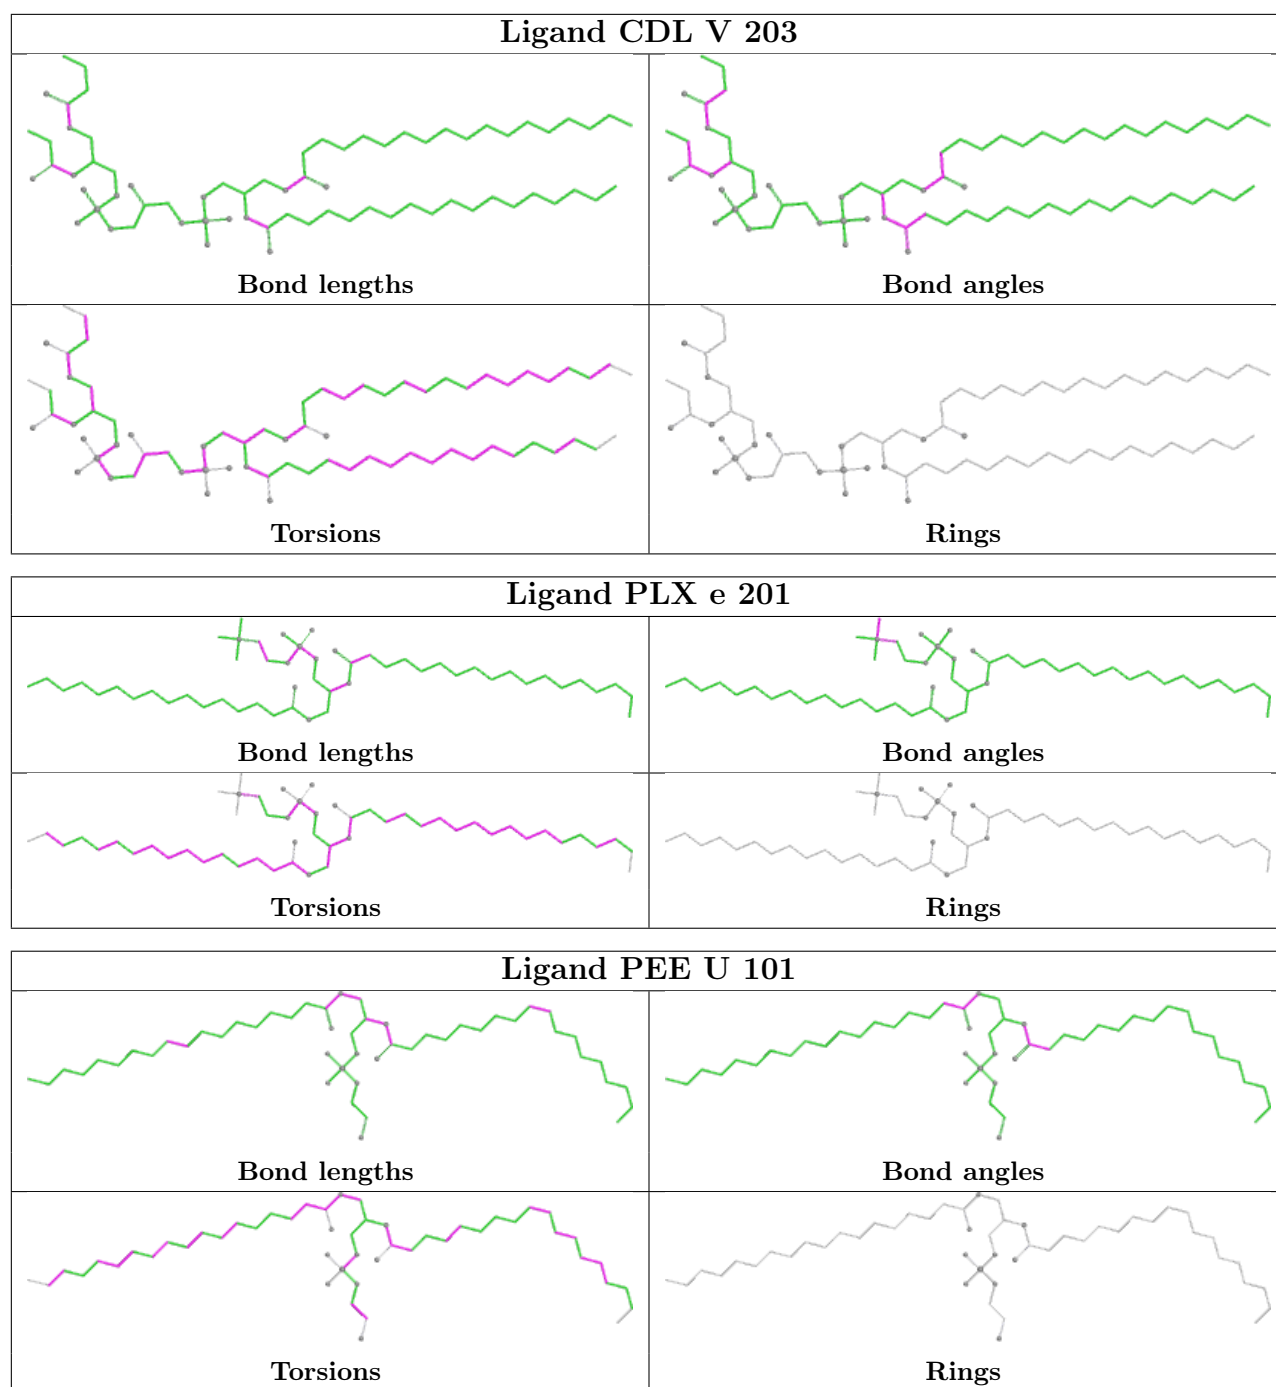 Ligand CDL V 203
Bond lengths
Bond angles
Torsions
Rings
Ligand PLX e 201
Bond lengths
Bond angles
Torsions
Rings
Ligand PEE U 101
Bond lengths
Bond angles
Torsions
Rings